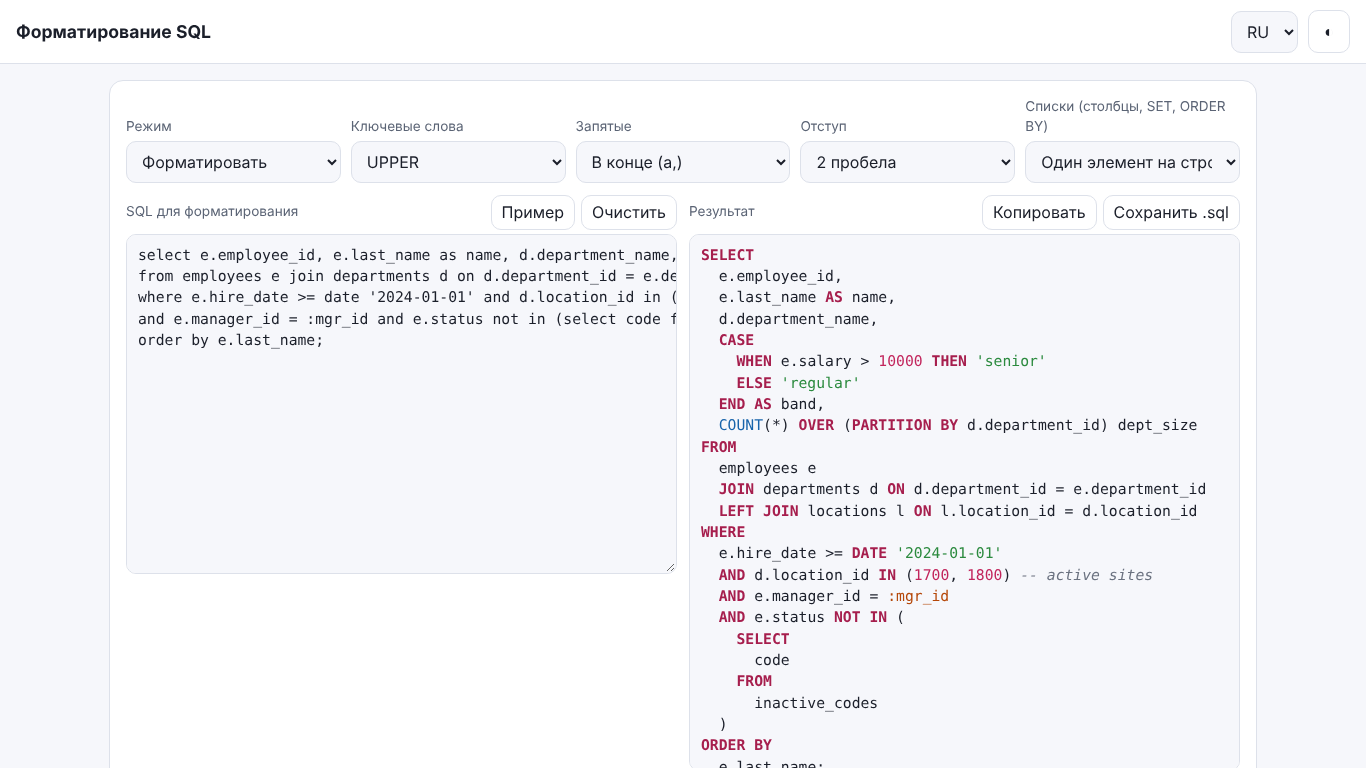 Форматирование SQL
RU
Режим
Ключевые слова
Запятые
Отступ
Списки (столбцы, SET, ORDER
BY)
Форматировать
UPPER
В конце (a,)
2 пробела
Один элемент на стро
SQL для форматирования
Пример
Очистить
Результат
Копировать
Сохранить .sql
select e.employee_id, e.last_name as name, d.department_name,
from employees e join departments d on d.department_id = e.de
where e.hire_date >= date '2024-01-01' and d.location_id in (
and e.manager_id = :mgr_id and e.status not in (select code f
order by e.last_name;
SELECT
  e.employee_id,
  e.last_name AS name,
  d.department_name,
  CASE
    WHEN e.salary > 10000 THEN 'senior'
    ELSE 'regular'
  END AS band,
  COUNT(*) OVER (PARTITION BY d.department_id) dept_size
FROM
  employees e
  JOIN departments d ON d.department_id = e.department_id
  LEFT JOIN locations l ON l.location_id = d.location_id
WHERE
  e.hire_date >= DATE '2024-01-01'
  AND d.location_id IN (1700, 1800) -- active sites
  AND e.manager_id = :mgr_id
  AND e.status NOT IN (
    SELECT
      code
    FROM
      inactive_codes
  )
ORDER BY
  e.last_name;